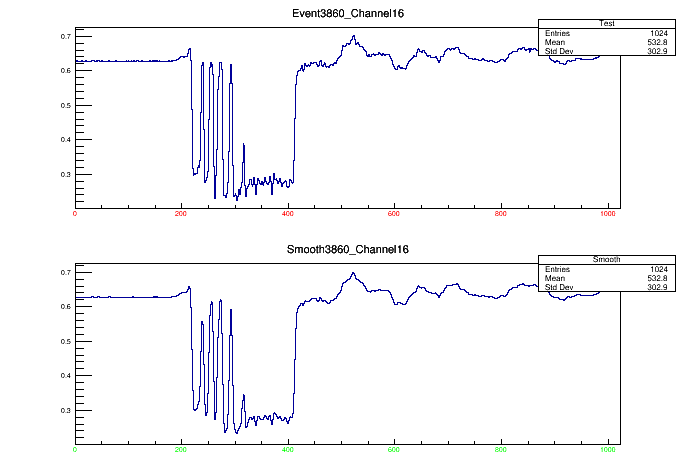 Event3860_Channel16
Test
Entries 1024
Mean 532.8
Std Dev 302.9
0.7
0.6
0.5
0.4
0.3
0 200 400 600 800 1000
Smooth3860_Channel16
Smooth
Entries 1024
Mean 532.8
Std Dev 302.9
0.7
0.6
0.5
0.4
0.3
0 200 400 600 800 1000